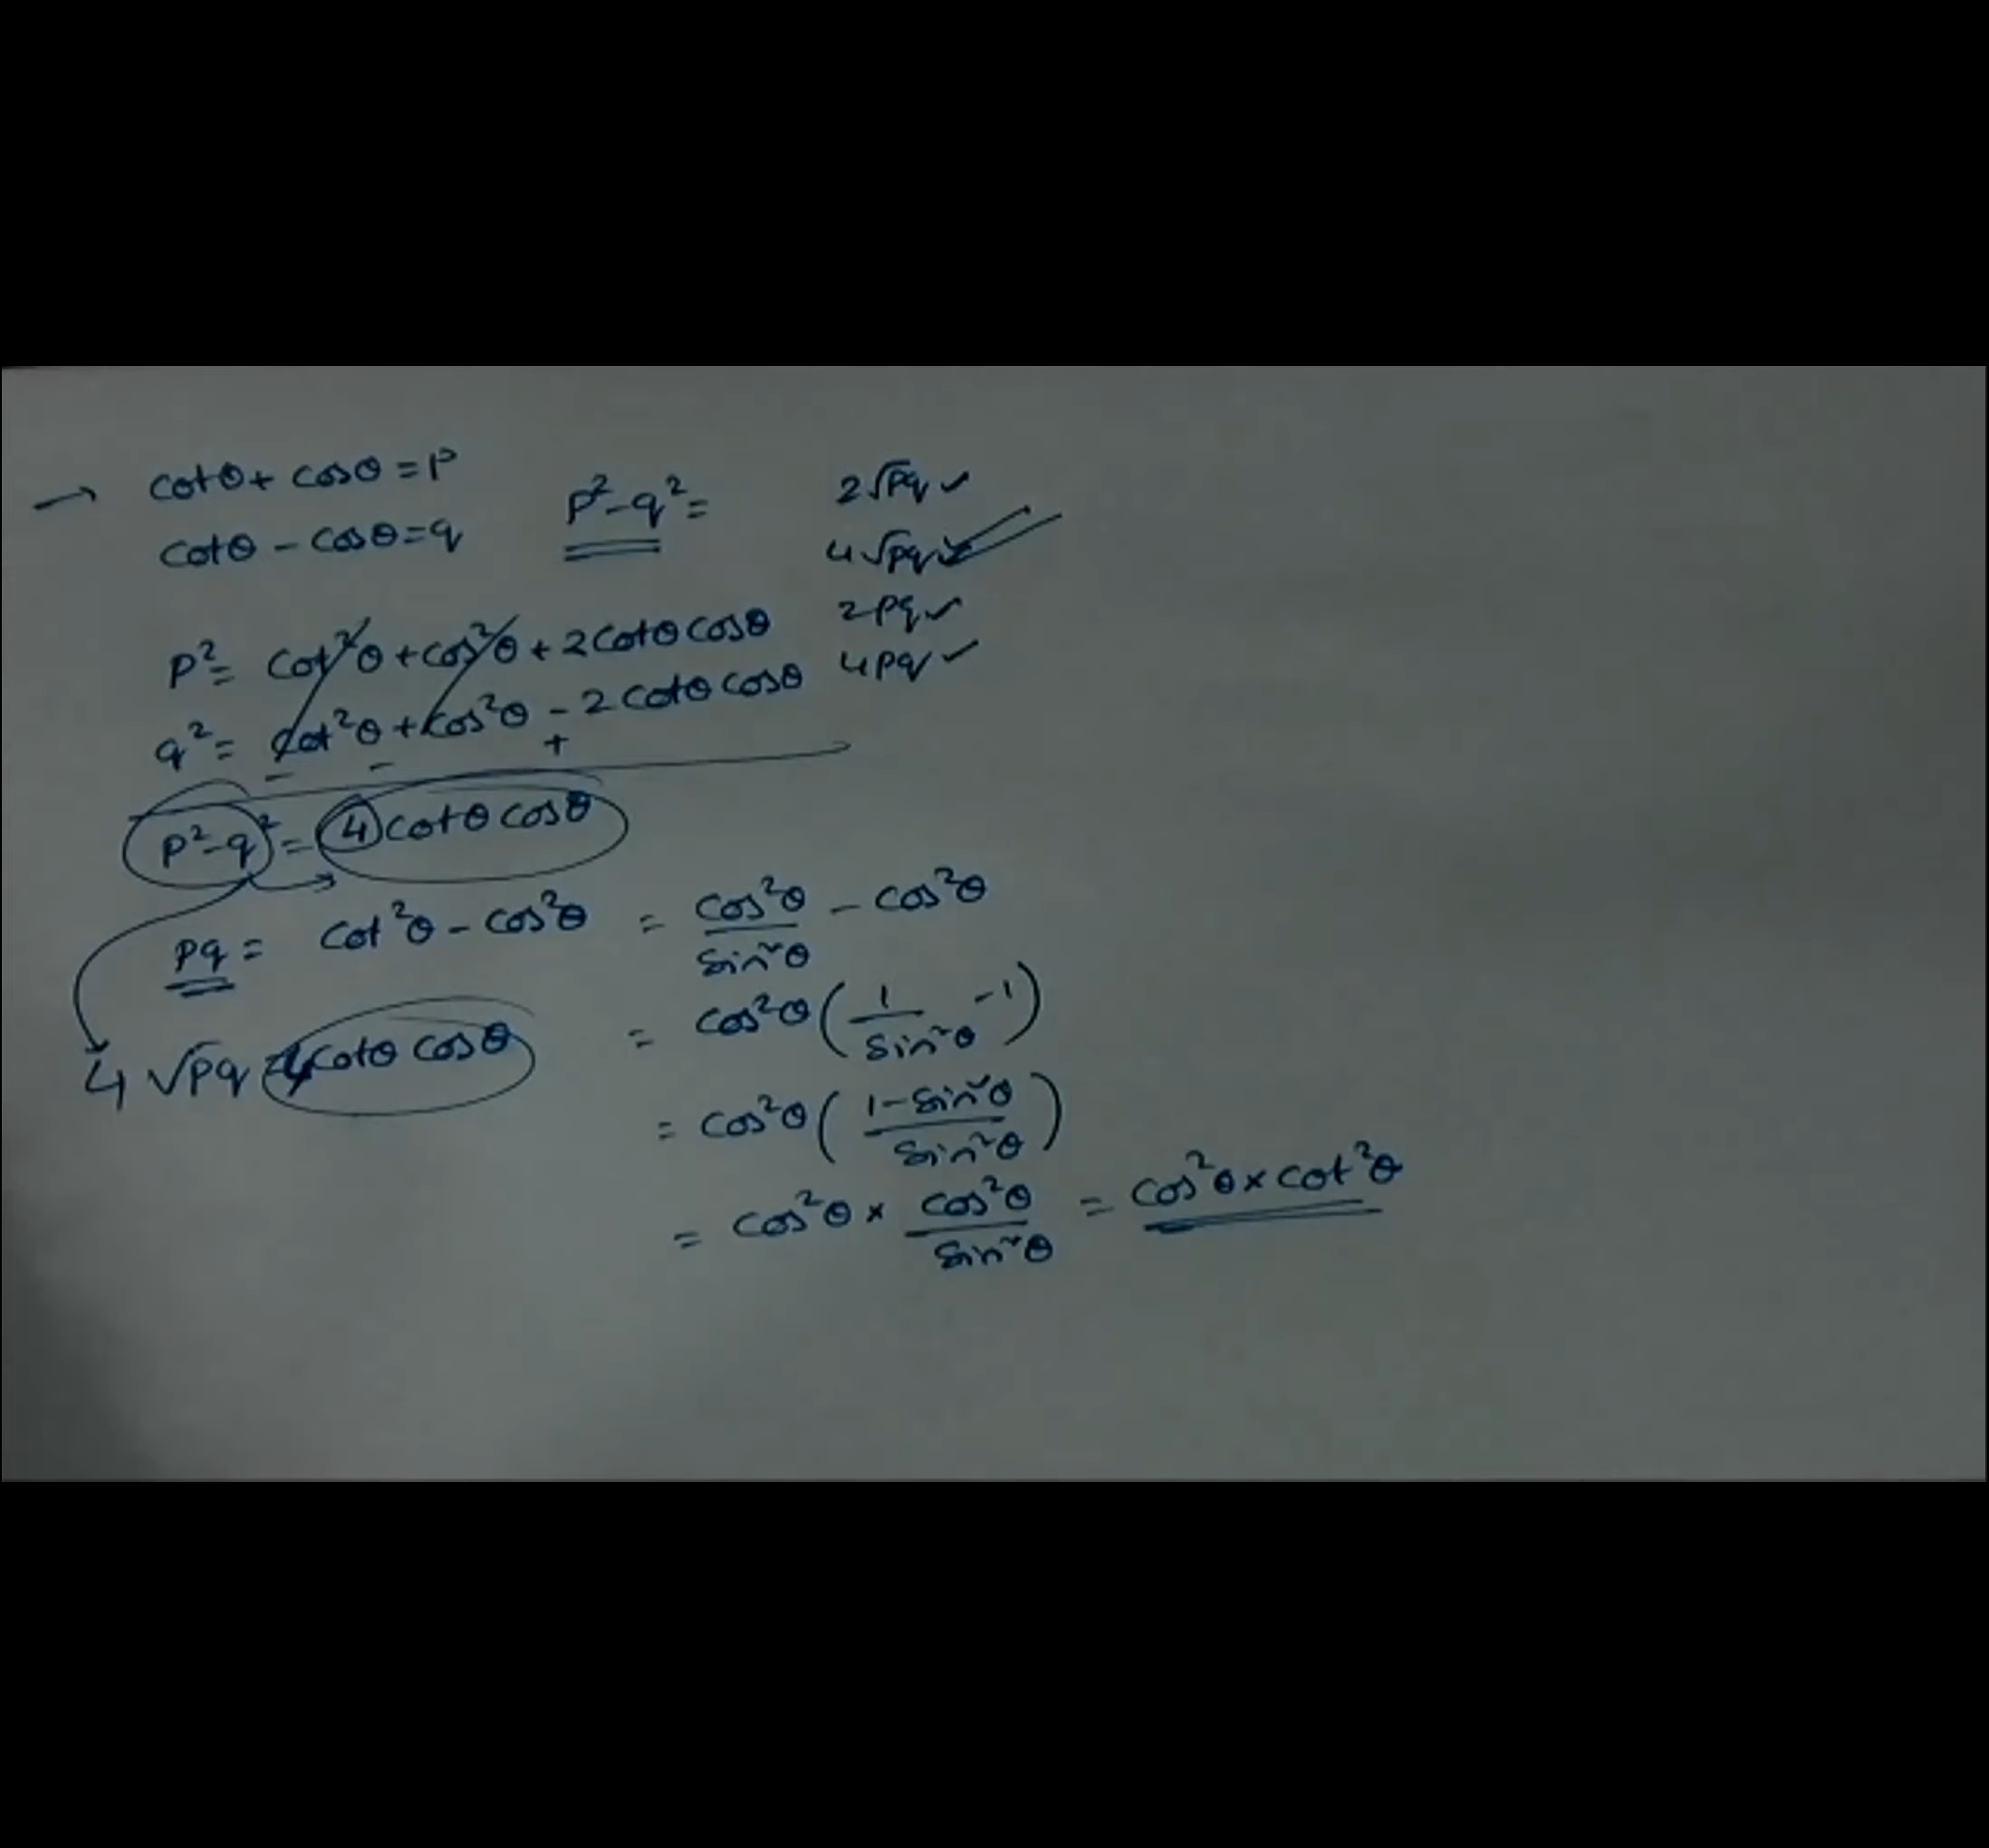 → cotθ + cosθ = P
cotθ - cosθ = q
P² - q² =
2√pq ✓
4√pq ✓
2pq ✓
4pq ✓
P² = cot²θ + cos²θ + 2cotθ cosθ
q² = cot²θ + cos²θ - 2cotθ cosθ
- - +
P² - q² = 4 cotθ cosθ
pq = cot²θ - cos²θ = cos²θ/sin²θ - cos²θ
= cos²θ (1/sin²θ - 1)
4 √pq = 4cotθ cosθ
= cos²θ (1 - sin²θ/sin²θ)
= cos²θ × cos²θ/sin²θ = cos²θ × cot²θ